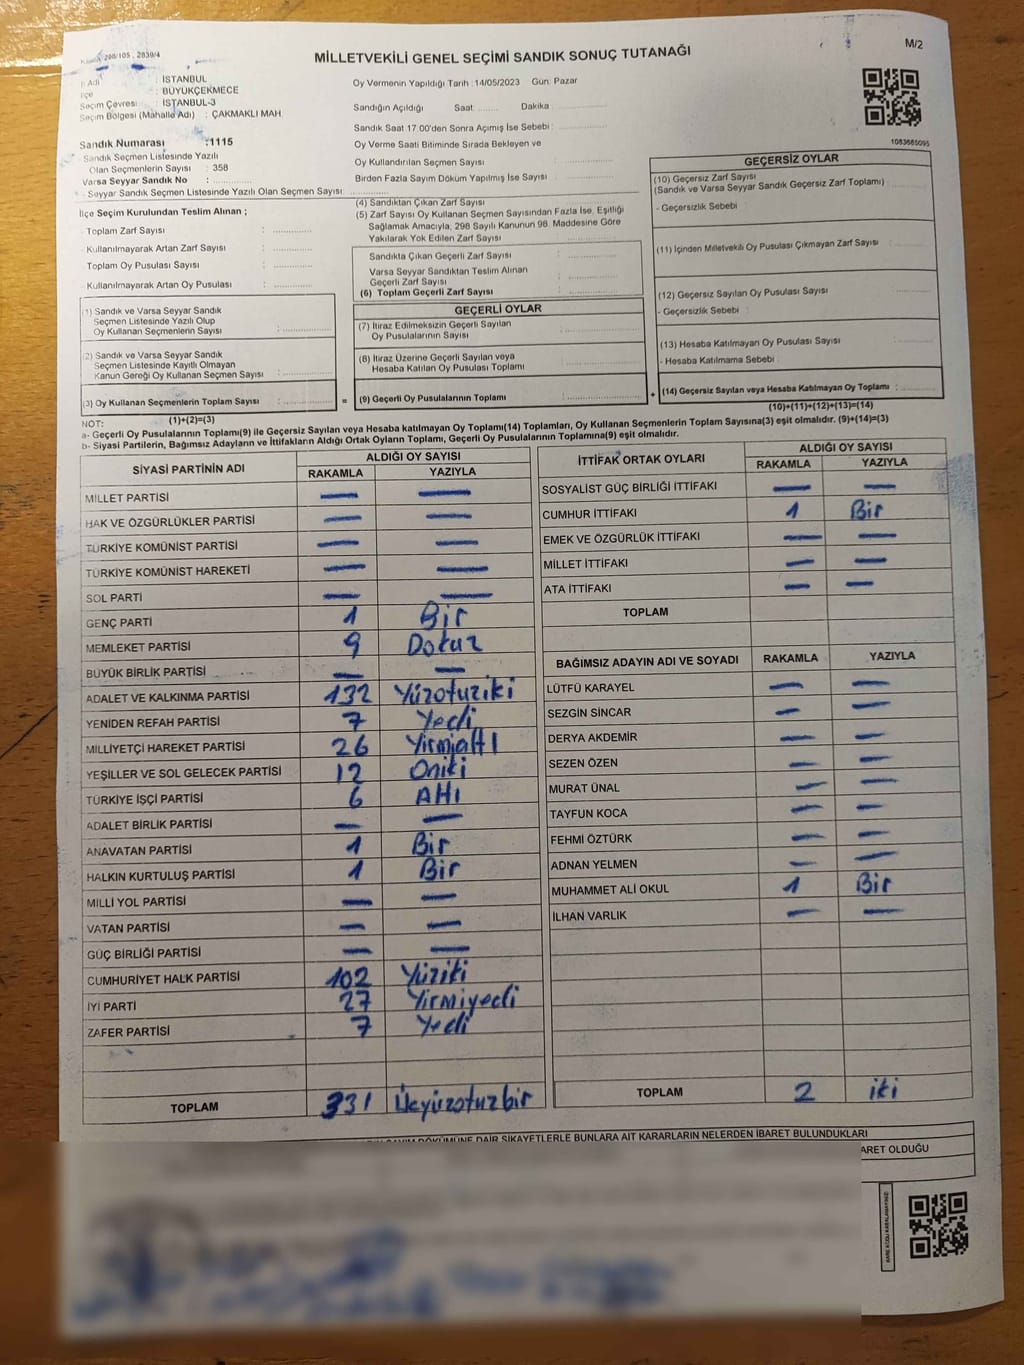 298/105 - 2839/4
MİLLETVEKİLİ GENEL SEÇİMİ SANDIK SONUÇ TUTANAĞI
M/2
İl Adı : İSTANBUL
İlçe : BÜYÜKÇEKMECE
Seçim Çevresi : İSTANBUL-3
Seçim Bölgesi (Mahalle Adı) : ÇAKMAKLI MAH.
Oy Vermenin Yapıldığı Tarih : 14/05/2023 Gün: Pazar
Sandığın Açıldığı Saat ........ Dakika ..............
Sandık Saat 17.00'den Sonra Açımış İse Sebebi : ..............
Oy Verme Saati Bitiminde Sırada Bekleyen ve
Oy Kullandırılan Seçmen Sayısı : ..............
Birden Fazla Sayım Döküm Yapılmış İse Sayısı : ..............
1083685095
Sandık Numarası : 1115
Sandık Seçmen Listesinde Yazılı
Olan Seçmenlerin Sayısı : 358
Varsa Seyyar Sandık No : ..............
- Seyyar Sandık Seçmen Listesinde Yazılı Olan Seçmen Sayısı: ..............
İlçe Seçim Kurulundan Teslim Alınan ;
Toplam Zarf Sayısı : ..............
- Kullanılmayarak Artan Zarf Sayısı : ..............
Toplam Oy Pusulası Sayısı : ..............
- Kullanılmayarak Artan Oy Pusulası : ..............
(1) Sandık ve Varsa Seyyar Sandık
Seçmen Listesinde Yazılı Olup
Oy Kullanan Seçmenlerin Sayısı : ..............
(2) Sandık ve Varsa Seyyar Sandık
Seçmen Listesinde Kayıtlı Olmayan
Kanun Gereği Oy Kullanan Seçmen Sayısı : ..............
(3) Oy Kullanan Seçmenlerin Toplam Sayısı : ..............
(1)+(2)=(3)
(4) Sandıktan Çıkan Zarf Sayısı : ..............
(5) Zarf Sayısı Oy Kullanan Seçmen Sayısından Fazla İse, Eşitliği
Sağlamak Amacıyla, 298 Sayılı Kanunun 98. Maddesine Göre
Yakılarak Yok Edilen Zarf Sayısı : ..............
Sandıkta Çıkan Geçerli Zarf Sayısı : ..............
Varsa Seyyar Sandıktan Teslim Alınan
Geçerli Zarf Sayısı : ..............
(6) Toplam Geçerli Zarf Sayısı : ..............
GEÇERLİ OYLAR
(7) İtiraz Edilmeksizin Geçerli Sayılan
Oy Pusulalarının Sayısı : ..............
(8) İtiraz Üzerine Geçerli Sayılan veya
Hesaba Katılan Oy Pusulası Toplamı : ..............
= (9) Geçerli Oy Pusulalarının Toplamı : .............. +
GEÇERSİZ OYLAR
(10) Geçersiz Zarf Sayısı
(Sandık ve Varsa Seyyar Sandık Geçersiz Zarf Toplamı) : ..............
- Geçersizlik Sebebi :
(11) İçinden Milletvekili Oy Pusulası Çıkmayan Zarf Sayısı : ..............
(12) Geçersiz Sayılan Oy Pusulası Sayısı : ..............
- Geçersizlik Sebebi :
(13) Hesaba Katılmayan Oy Pusulası Sayısı : ..............
- Hesaba Katılmama Sebebi :
(14) Geçersiz Sayılan veya Hesaba Katılmayan Oy Toplamı : ..............
(10)+(11)+(12)+(13)=(14)
NOT:
a- Geçerli Oy Pusulalarının Toplamı(9) ile Geçersiz Sayılan veya Hesaba katılmayan Oy Toplamı(14) Toplamları, Oy Kullanan Seçmenlerin Toplam Sayısına(3) eşit olmalıdır. (9)+(14)=(3)
b- Siyasi Partilerin, Bağımsız Adayların ve İttifakların Aldığı Ortak Oyların Toplamı, Geçerli Oy Pusulalarının Toplamına(9) eşit olmalıdır.
SİYASİ PARTİNİN ADI ALDIĞI OY SAYISI
RAKAMLA YAZIYLA
MİLLET PARTİSİ — —
HAK VE ÖZGÜRLÜKLER PARTİSİ — —
TÜRKİYE KOMÜNİST PARTİSİ — —
TÜRKİYE KOMÜNİST HAREKETİ — —
SOL PARTİ — —
GENÇ PARTİ 1 Bir
MEMLEKET PARTİSİ 9 Dokuz
BÜYÜK BİRLİK PARTİSİ — —
ADALET VE KALKINMA PARTİSİ 132 Yüzotuziki
YENİDEN REFAH PARTİSİ 7 Yedi
MİLLİYETÇİ HAREKET PARTİSİ 26 Yirmialtı
YEŞİLLER VE SOL GELECEK PARTİSİ 12 Oniki
TÜRKİYE İŞÇİ PARTİSİ 6 Altı
ADALET BİRLİK PARTİSİ — —
ANAVATAN PARTİSİ 1 Bir
HALKIN KURTULUŞ PARTİSİ 1 Bir
MİLLİ YOL PARTİSİ — —
VATAN PARTİSİ — —
GÜÇ BİRLİĞİ PARTİSİ — —
CUMHURİYET HALK PARTİSİ 102 Yüziki
İYİ PARTİ 27 Yirmiyedi
ZAFER PARTİSİ 7 Yedi
TOPLAM 331 Üçyüzotuzbir
İTTİFAK ORTAK OYLARI ALDIĞI OY SAYISI
RAKAMLA YAZIYLA
SOSYALİST GÜÇ BİRLİĞİ İTTİFAKI — —
CUMHUR İTTİFAKI 1 Bir
EMEK VE ÖZGÜRLÜK İTTİFAKI — —
MİLLET İTTİFAKI — —
ATA İTTİFAKI — —
TOPLAM
BAĞIMSIZ ADAYIN ADI VE SOYADI RAKAMLA YAZIYLA
LÜTFÜ KARAYEL — —
SEZGİN SİNCAR — —
DERYA AKDEMİR — —
SEZEN ÖZEN — —
MURAT ÜNAL — —
TAYFUN KOCA — —
FEHMİ ÖZTÜRK — —
ADNAN YELMEN — —
MUHAMMET ALİ OKUL 1 Bir
İLHAN VARLIK — —
TOPLAM 2 iki
SAYIM DÖKÜMÜNE DAİR ŞİKAYETLERLE BUNLARA AİT KARARLARIN NELERDEN İBARET BULUNDUKLARI
ARET OLDUĞU